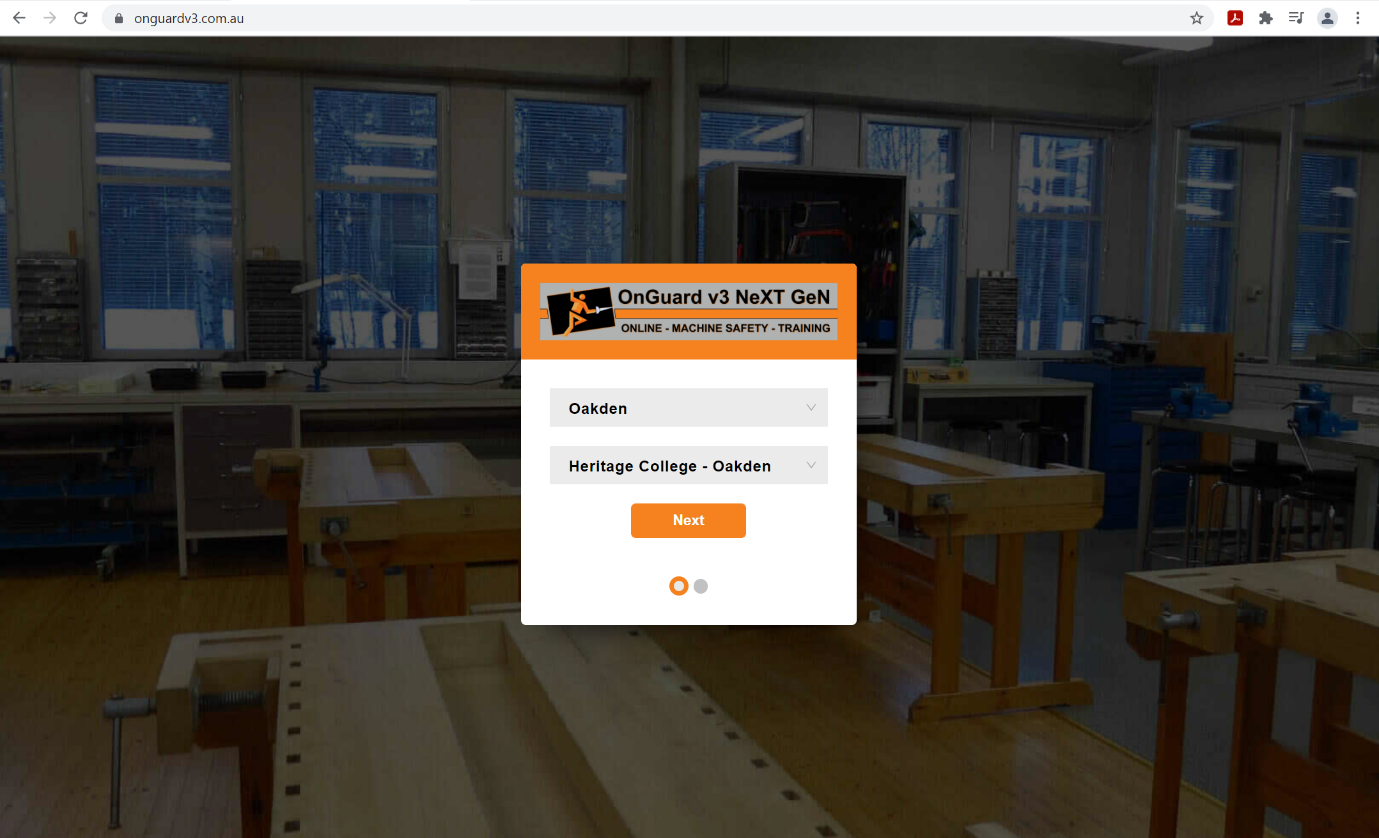 onguardv3.com.au
OnGuard v3 NeXT GeN
ONLINE - MACHINE SAFETY - TRAINING
Oakden
Heritage College - Oakden
Next